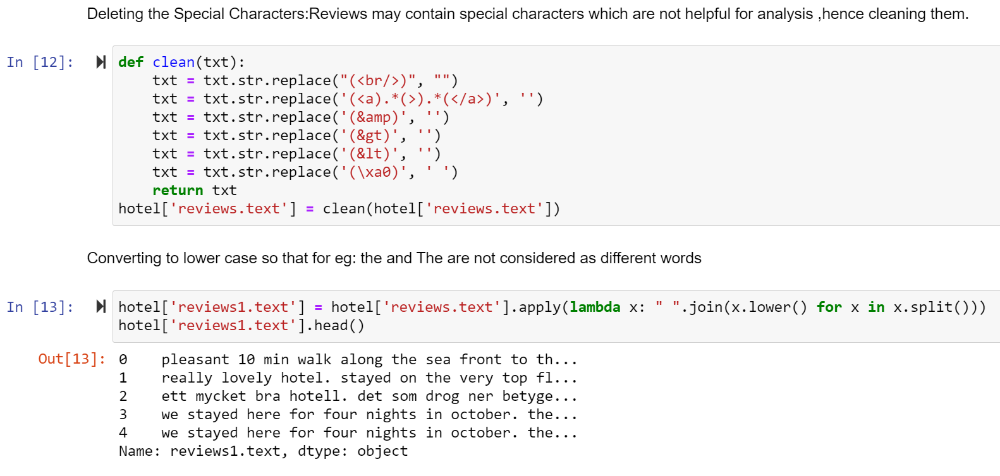 Deleting the Special Characters:Reviews may contain special characters which are not helpful for analysis ,hence cleaning them.
In [12]: def clean(txt):
    txt = txt.str.replace("(<br/>)", "")
    txt = txt.str.replace('(<a).*(>).*(</a>)', '')
    txt = txt.str.replace('(&amp)', '')
    txt = txt.str.replace('(&gt)', '')
    txt = txt.str.replace('(&lt)', '')
    txt = txt.str.replace('(\xa0)', ' ')
    return txt
hotel['reviews.text'] = clean(hotel['reviews.text'])
Converting to lower case so that for eg: the and The are not considered as different words
In [13]: hotel['reviews1.text'] = hotel['reviews.text'].apply(lambda x: " ".join(x.lower() for x in x.split()))
hotel['reviews1.text'].head()
Out[13]: 0    pleasant 10 min walk along the sea front to th...
1    really lovely hotel. stayed on the very top fl...
2    ett mycket bra hotell. det som drog ner betyge...
3    we stayed here for four nights in october. the...
4    we stayed here for four nights in october. the...
Name: reviews1.text, dtype: object